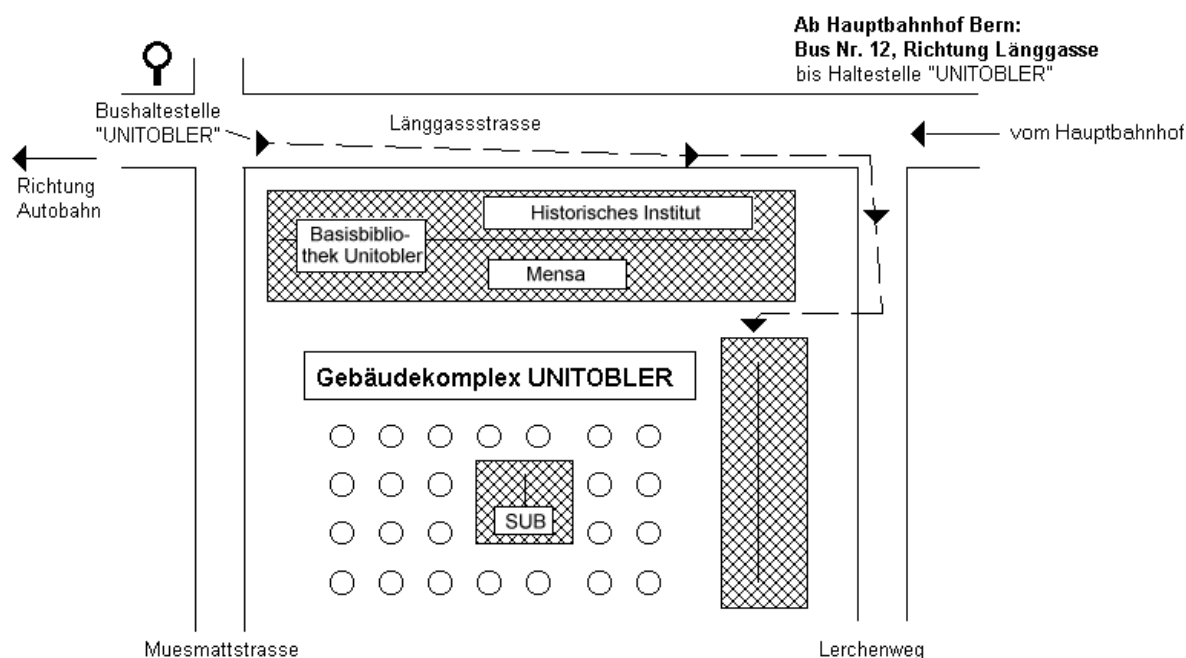 Ab Hauptbahnhof Bern:
Bus Nr. 12, Richtung Länggasse
bis Haltestelle "UNITOBLER"
Bushaltestelle
"UNITOBLER"
Länggassstrasse
vom Hauptbahnhof
Richtung
Autobahn
Historisches Institut
Basisbiblio-
thek Unitobler
Mensa
Gebäudekomplex UNITOBLER
SUB
Muesmattstrasse
Lerchenweg